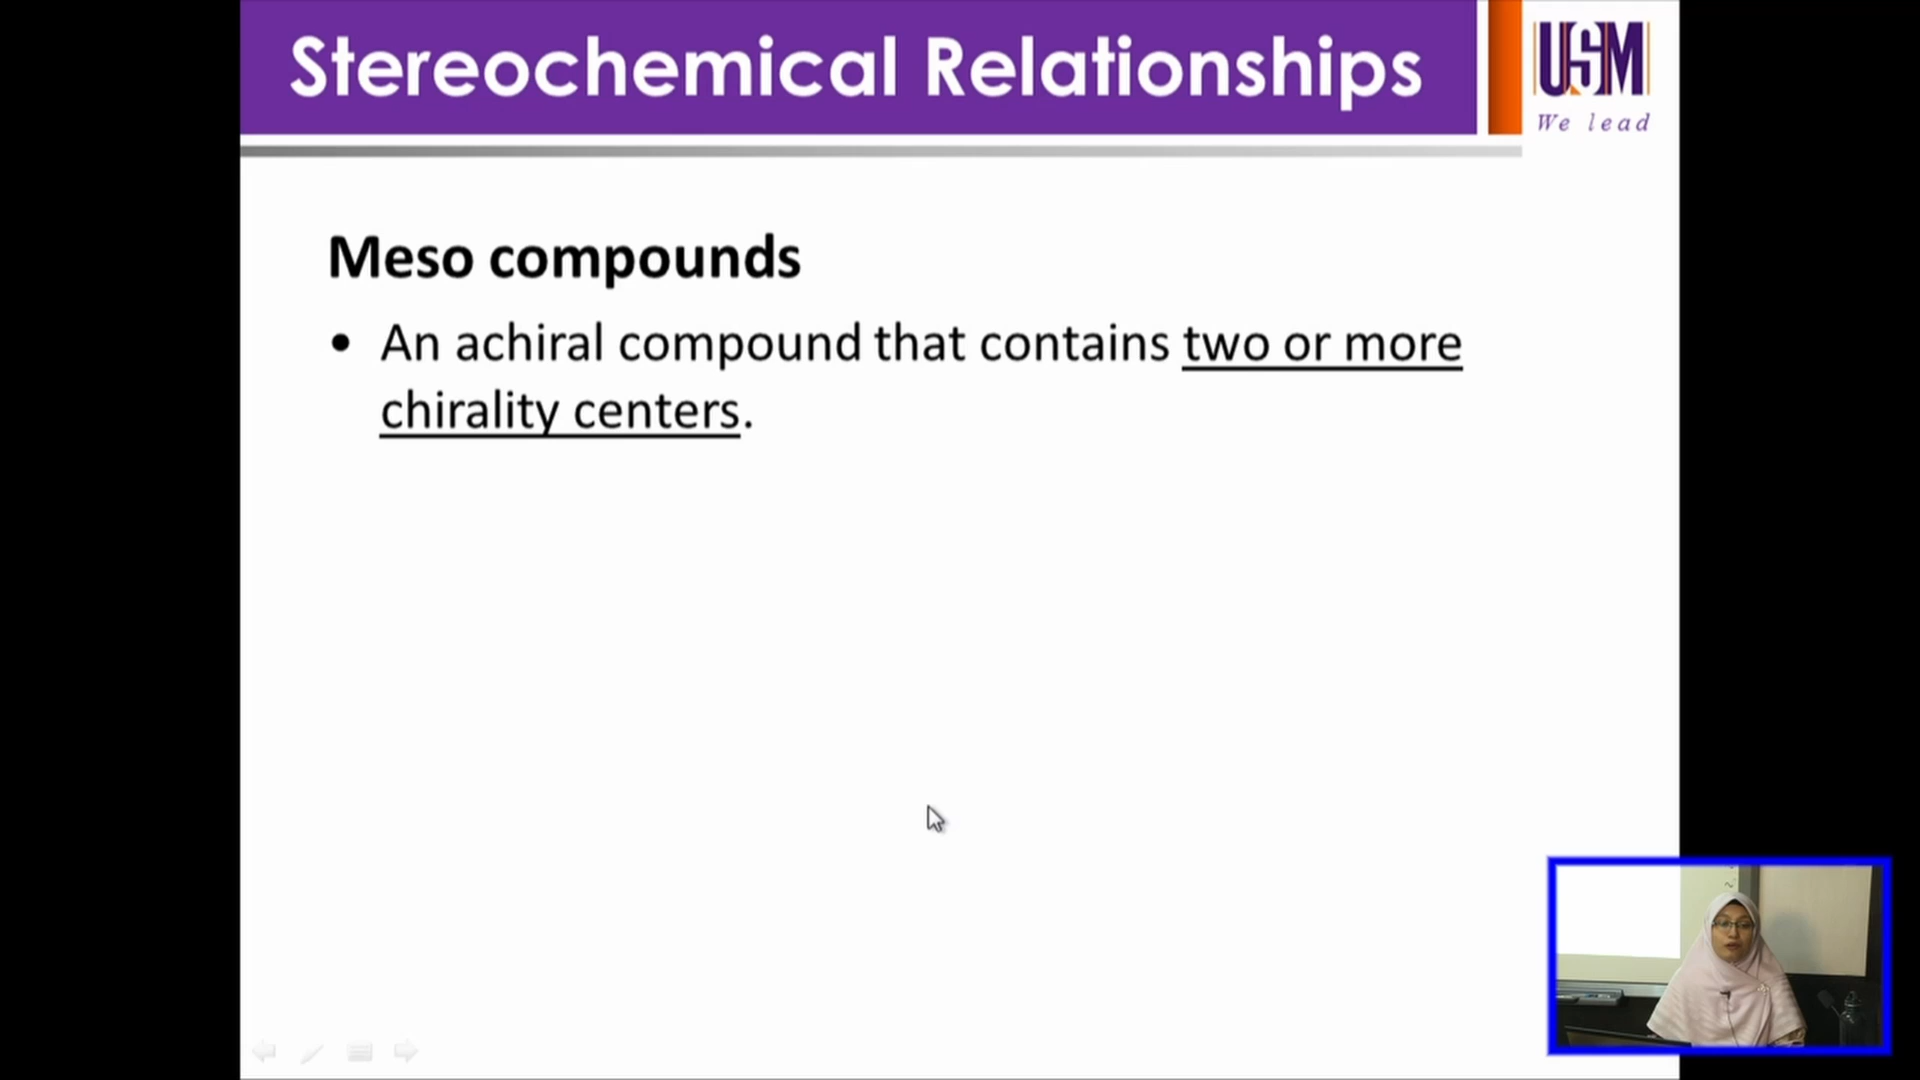 Stereochemical Relationships
USM
We lead
Meso compounds
• An achiral compound that contains two or more
chirality centers.